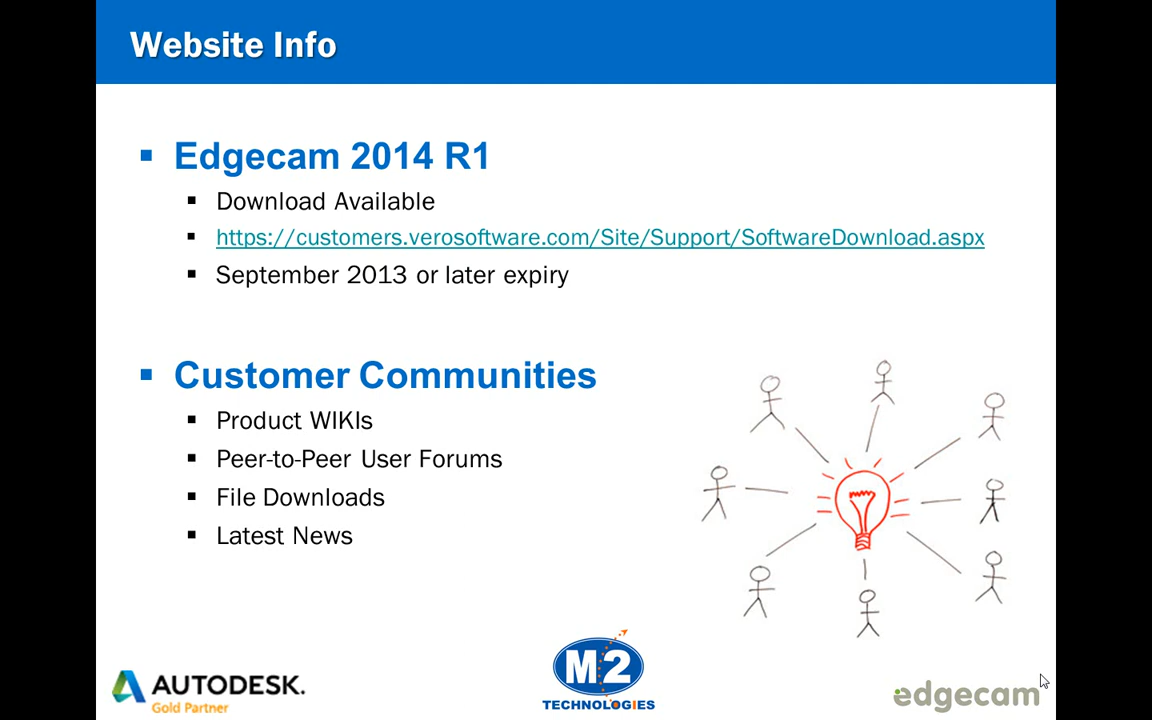 Website Info
Edgecam 2014 R1
Download Available
https://customers.verosoftware.com/Site/Support/SoftwareDownload.aspx
September 2013 or later expiry
Customer Communities
Product WIKIs
Peer-to-Peer User Forums
File Downloads
Latest News
AUTODESK.
Gold Partner
M2
TECHNOLOGIES
edgecam